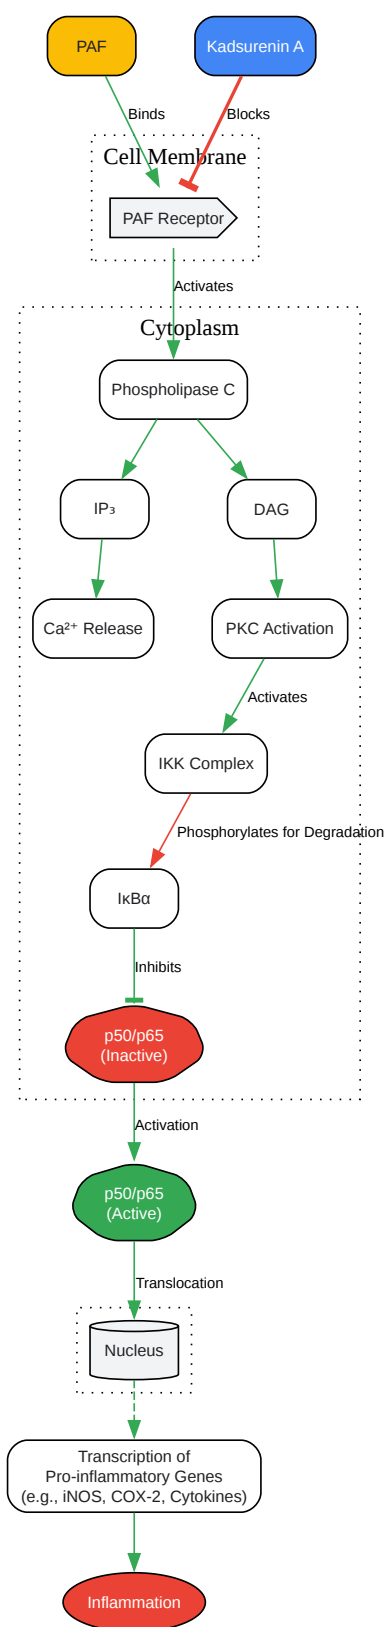 PAF
Kadsurenin A
Binds
Blocks
Cell Membrane
PAF Receptor
Activates
Cytoplasm
Phospholipase C
IP₃
DAG
Ca²⁺ Release
PKC Activation
Activates
IKK Complex
Phosphorylates for Degradation
IκBα
Inhibits
p50/p65
(Inactive)
Activation
p50/p65
(Active)
Translocation
Nucleus
Transcription of
Pro-inflammatory Genes
(e.g., iNOS, COX-2, Cytokines)
Inflammation